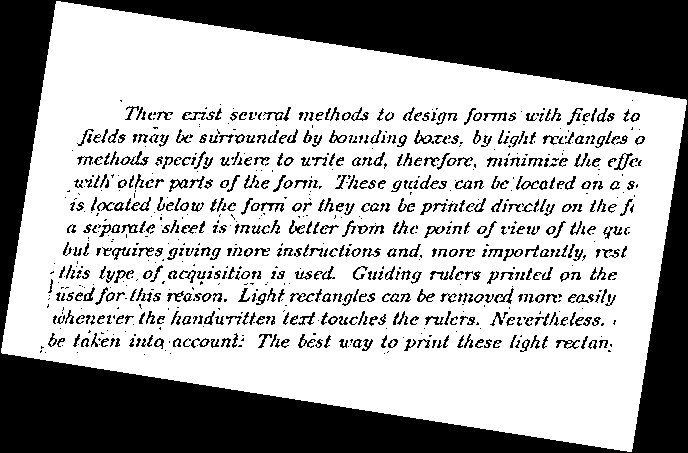 There exist several methods to design forms with fields to
fields may be surrounded by bounding boxes, by light rectangles o
methods specify where to write and, therefore, minimize the effe
with other parts of the form. These guides can be located on a s
is located below the form or they can be printed directly on the f
a separate sheet is much better from the point of view of the qua
but requires giving more instructions and, more importantly, rest
this type of acquisition is used. Guiding rulers printed on the
used for this reason. Light rectangles can be removed more easily
whenever the handwritten text touches the rulers. Nevertheless,
be taken into account: The best way to print these light rectan